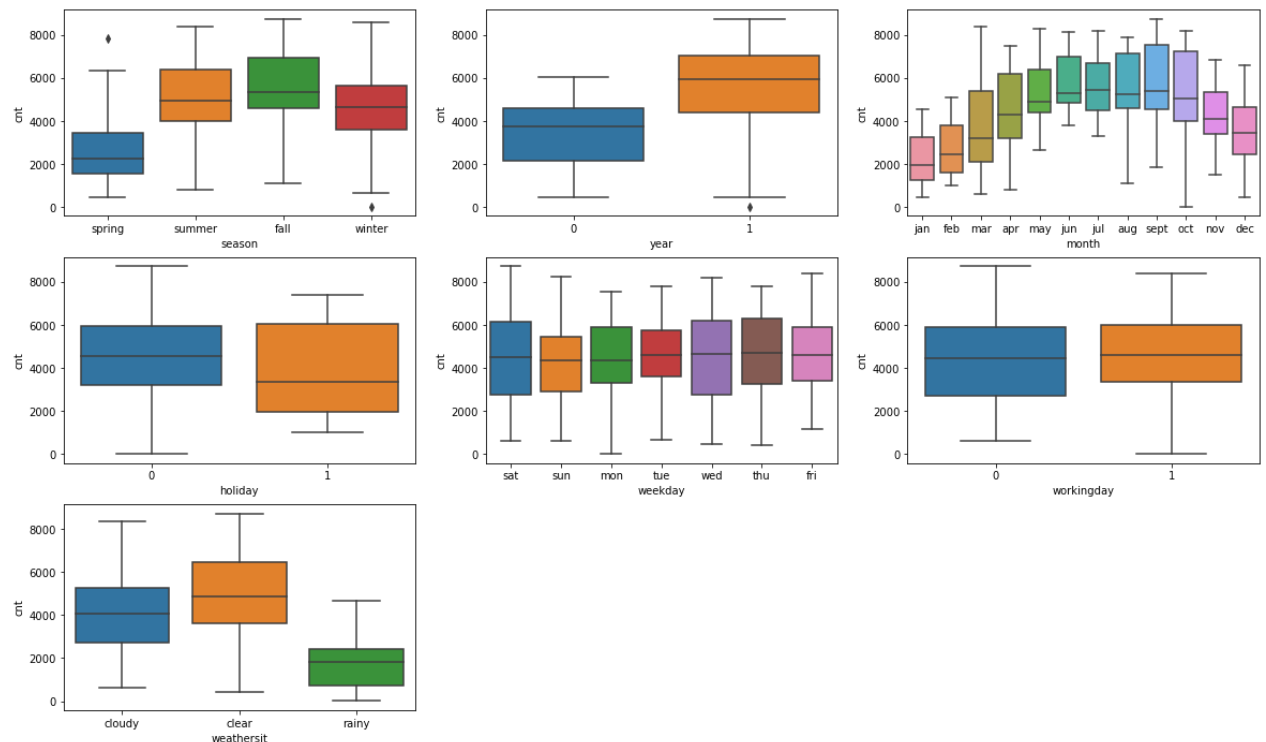 cnt
8000
6000
4000
2000
0
spring summer fall winter
season
cnt
8000
6000
4000
2000
0
0 1
year
cnt
8000
6000
4000
2000
0
jan feb mar apr may jun jul aug sept oct nov dec
month
cnt
8000
6000
4000
2000
0
0 1
holiday
cnt
8000
6000
4000
2000
0
sat sun mon tue wed thu fri
weekday
cnt
8000
6000
4000
2000
0
0 1
workingday
cnt
8000
6000
4000
2000
0
cloudy clear rainy
weathersit